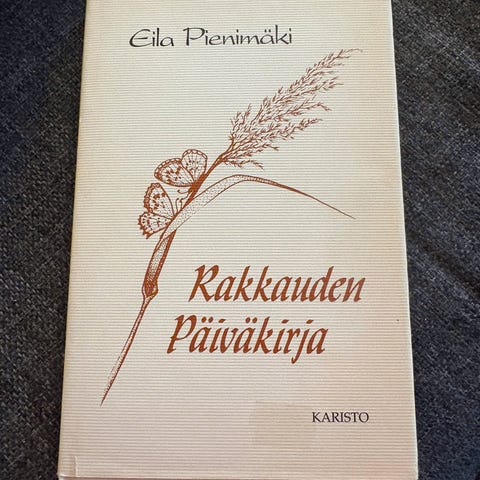 Eila Pienimäki
Rakkauden
Päiväkirja
KARISTO